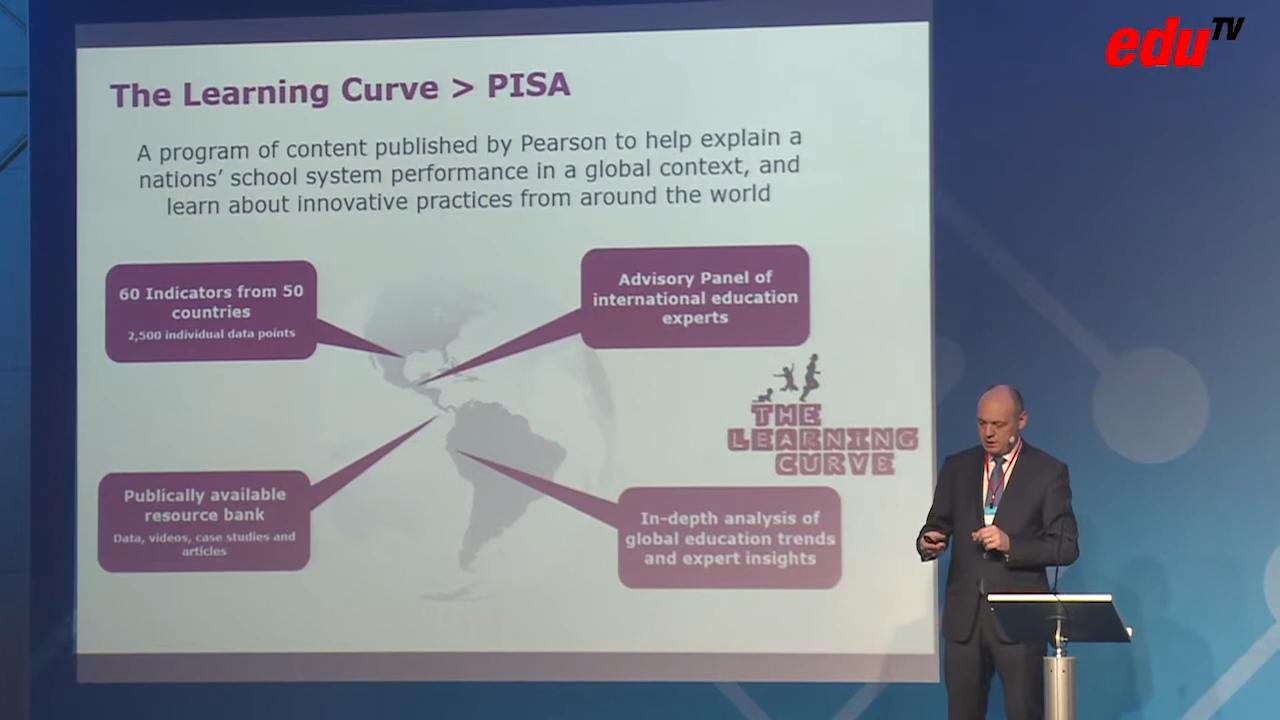 edu TV
The Learning Curve > PISA
A program of content published by Pearson to help explain a
nations’ school system performance in a global context, and
learn about innovative practices from around the world
60 Indicators from 50
countries
2,500 individual data points
Advisory Panel of
international education
experts
THE
LEARNING
CURVE
Publically available
resource bank
Data, videos, case studies and
articles
In-depth analysis of
global education trends
and expert insights